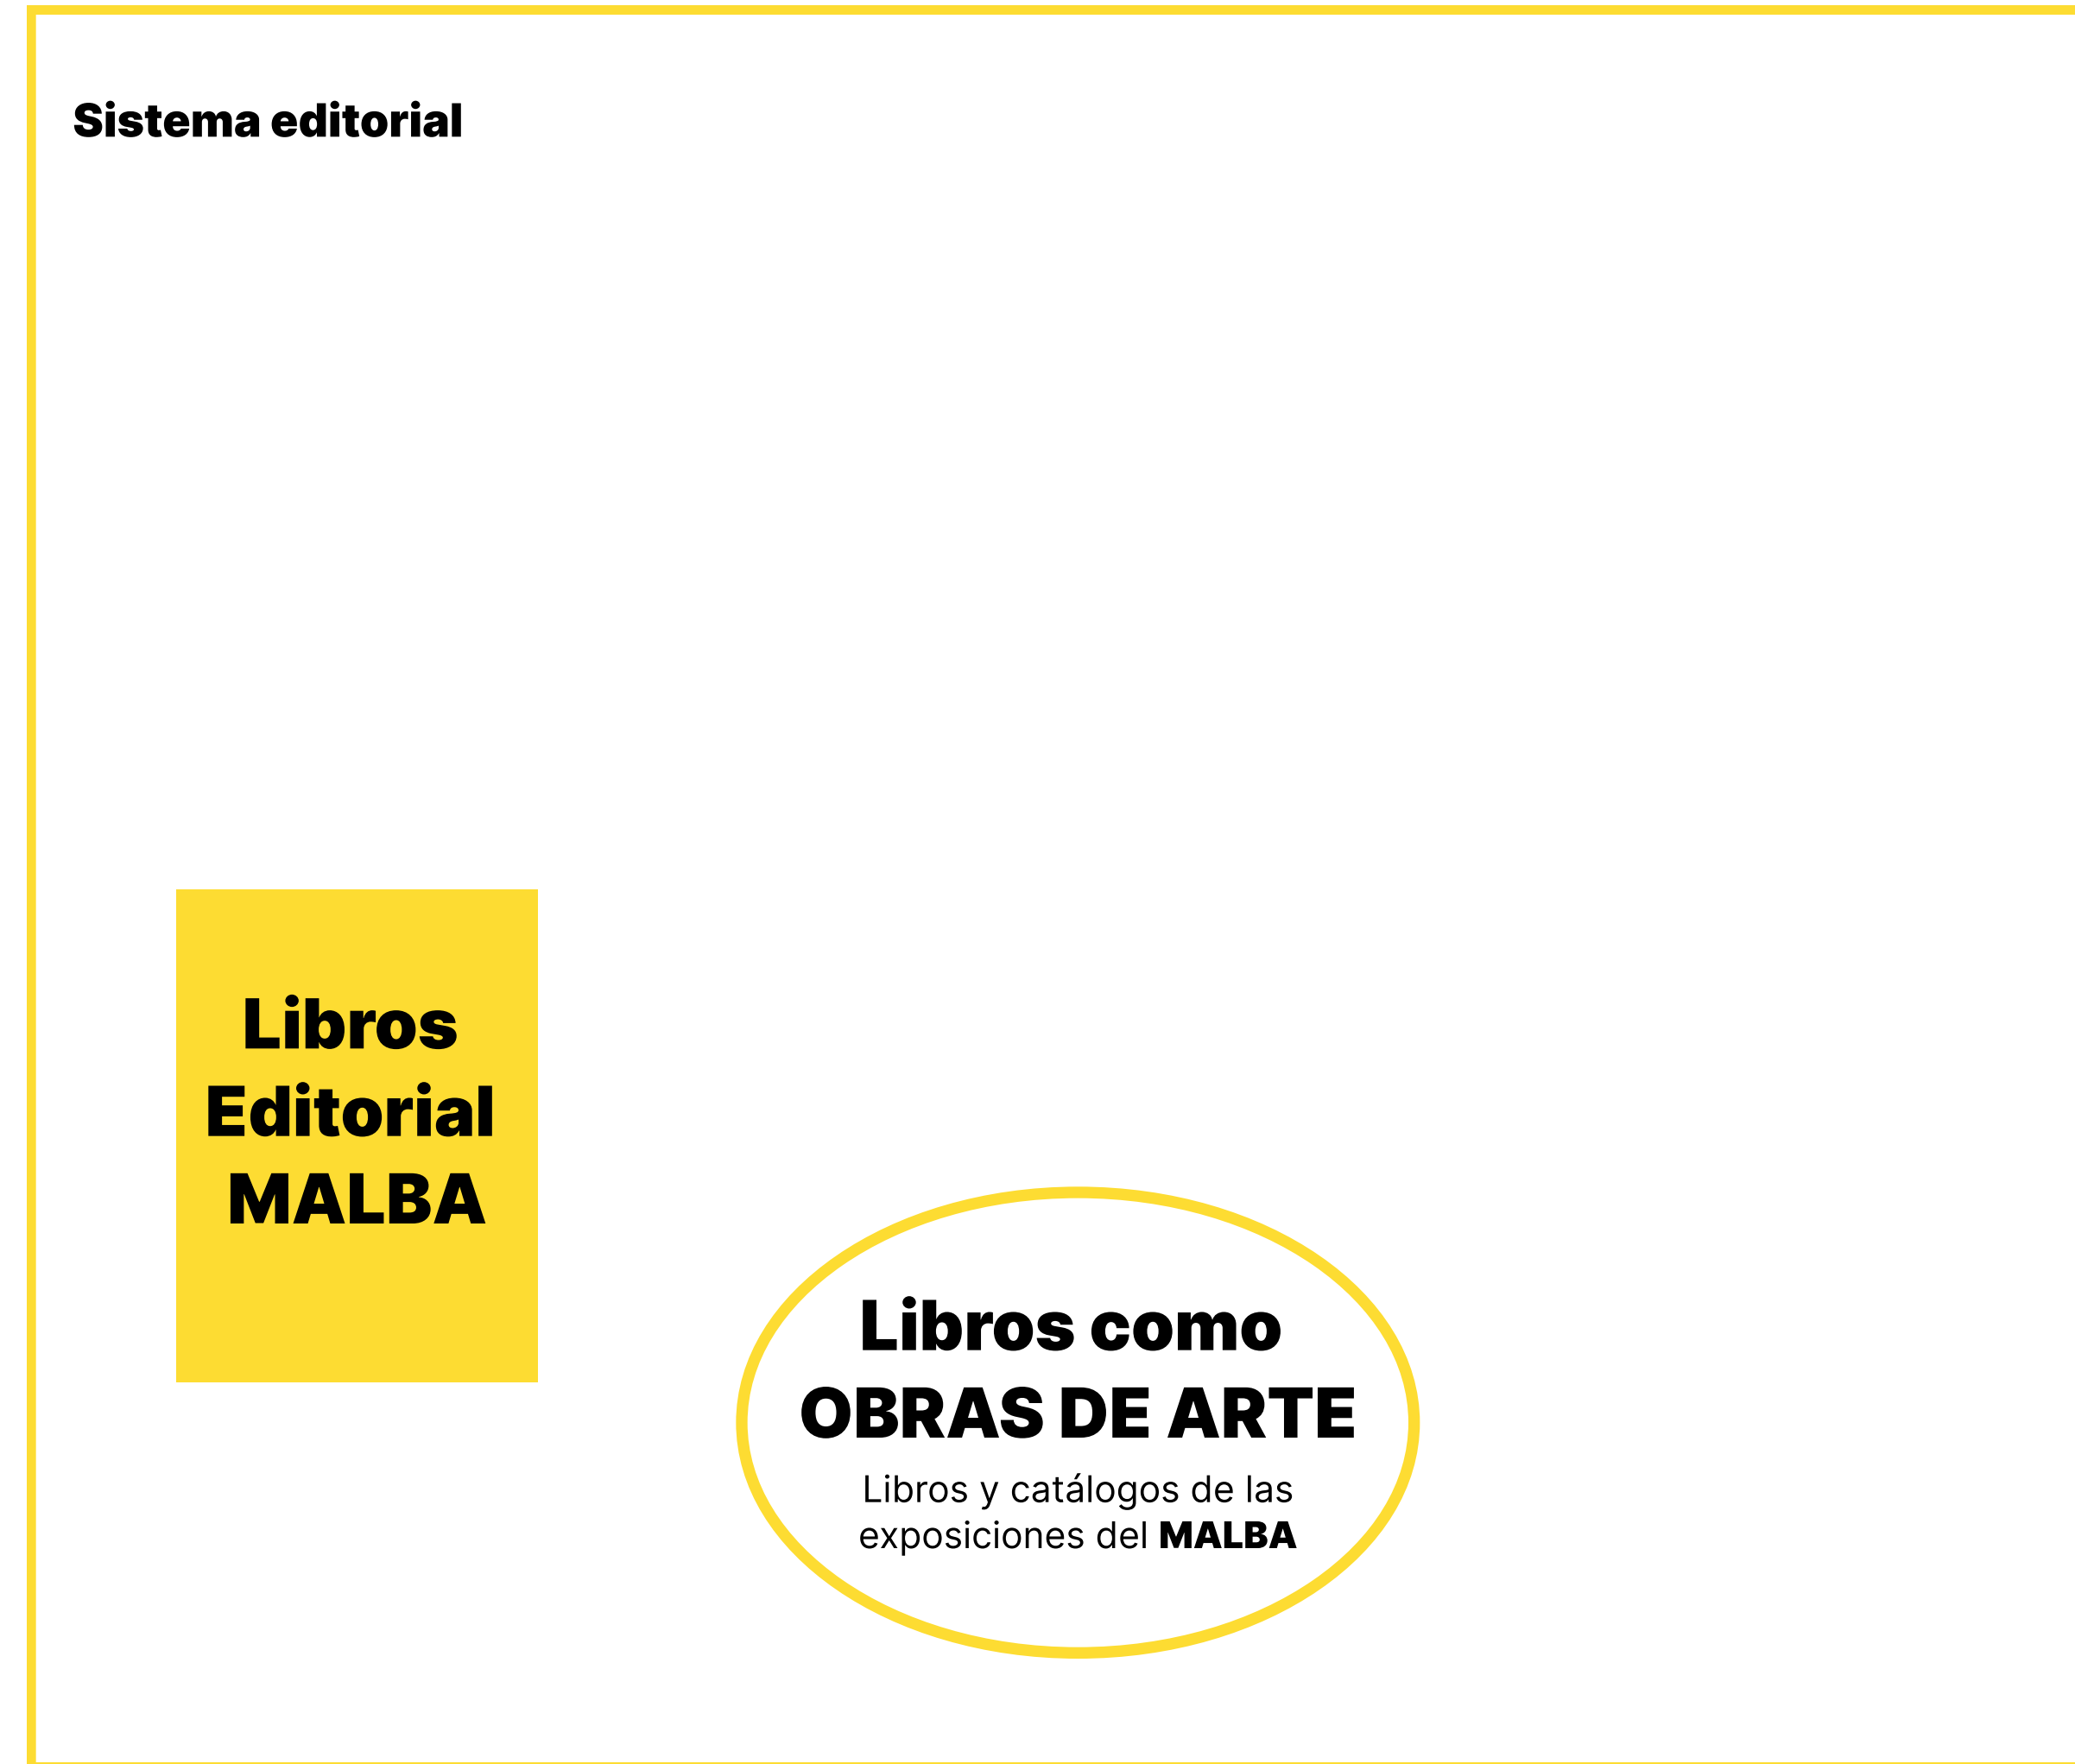 Sistema editorial
Libros
Editorial
MALBA
Libros como
OBRAS DE ARTE
Libros y catálogos de las
exposiciones del MALBA